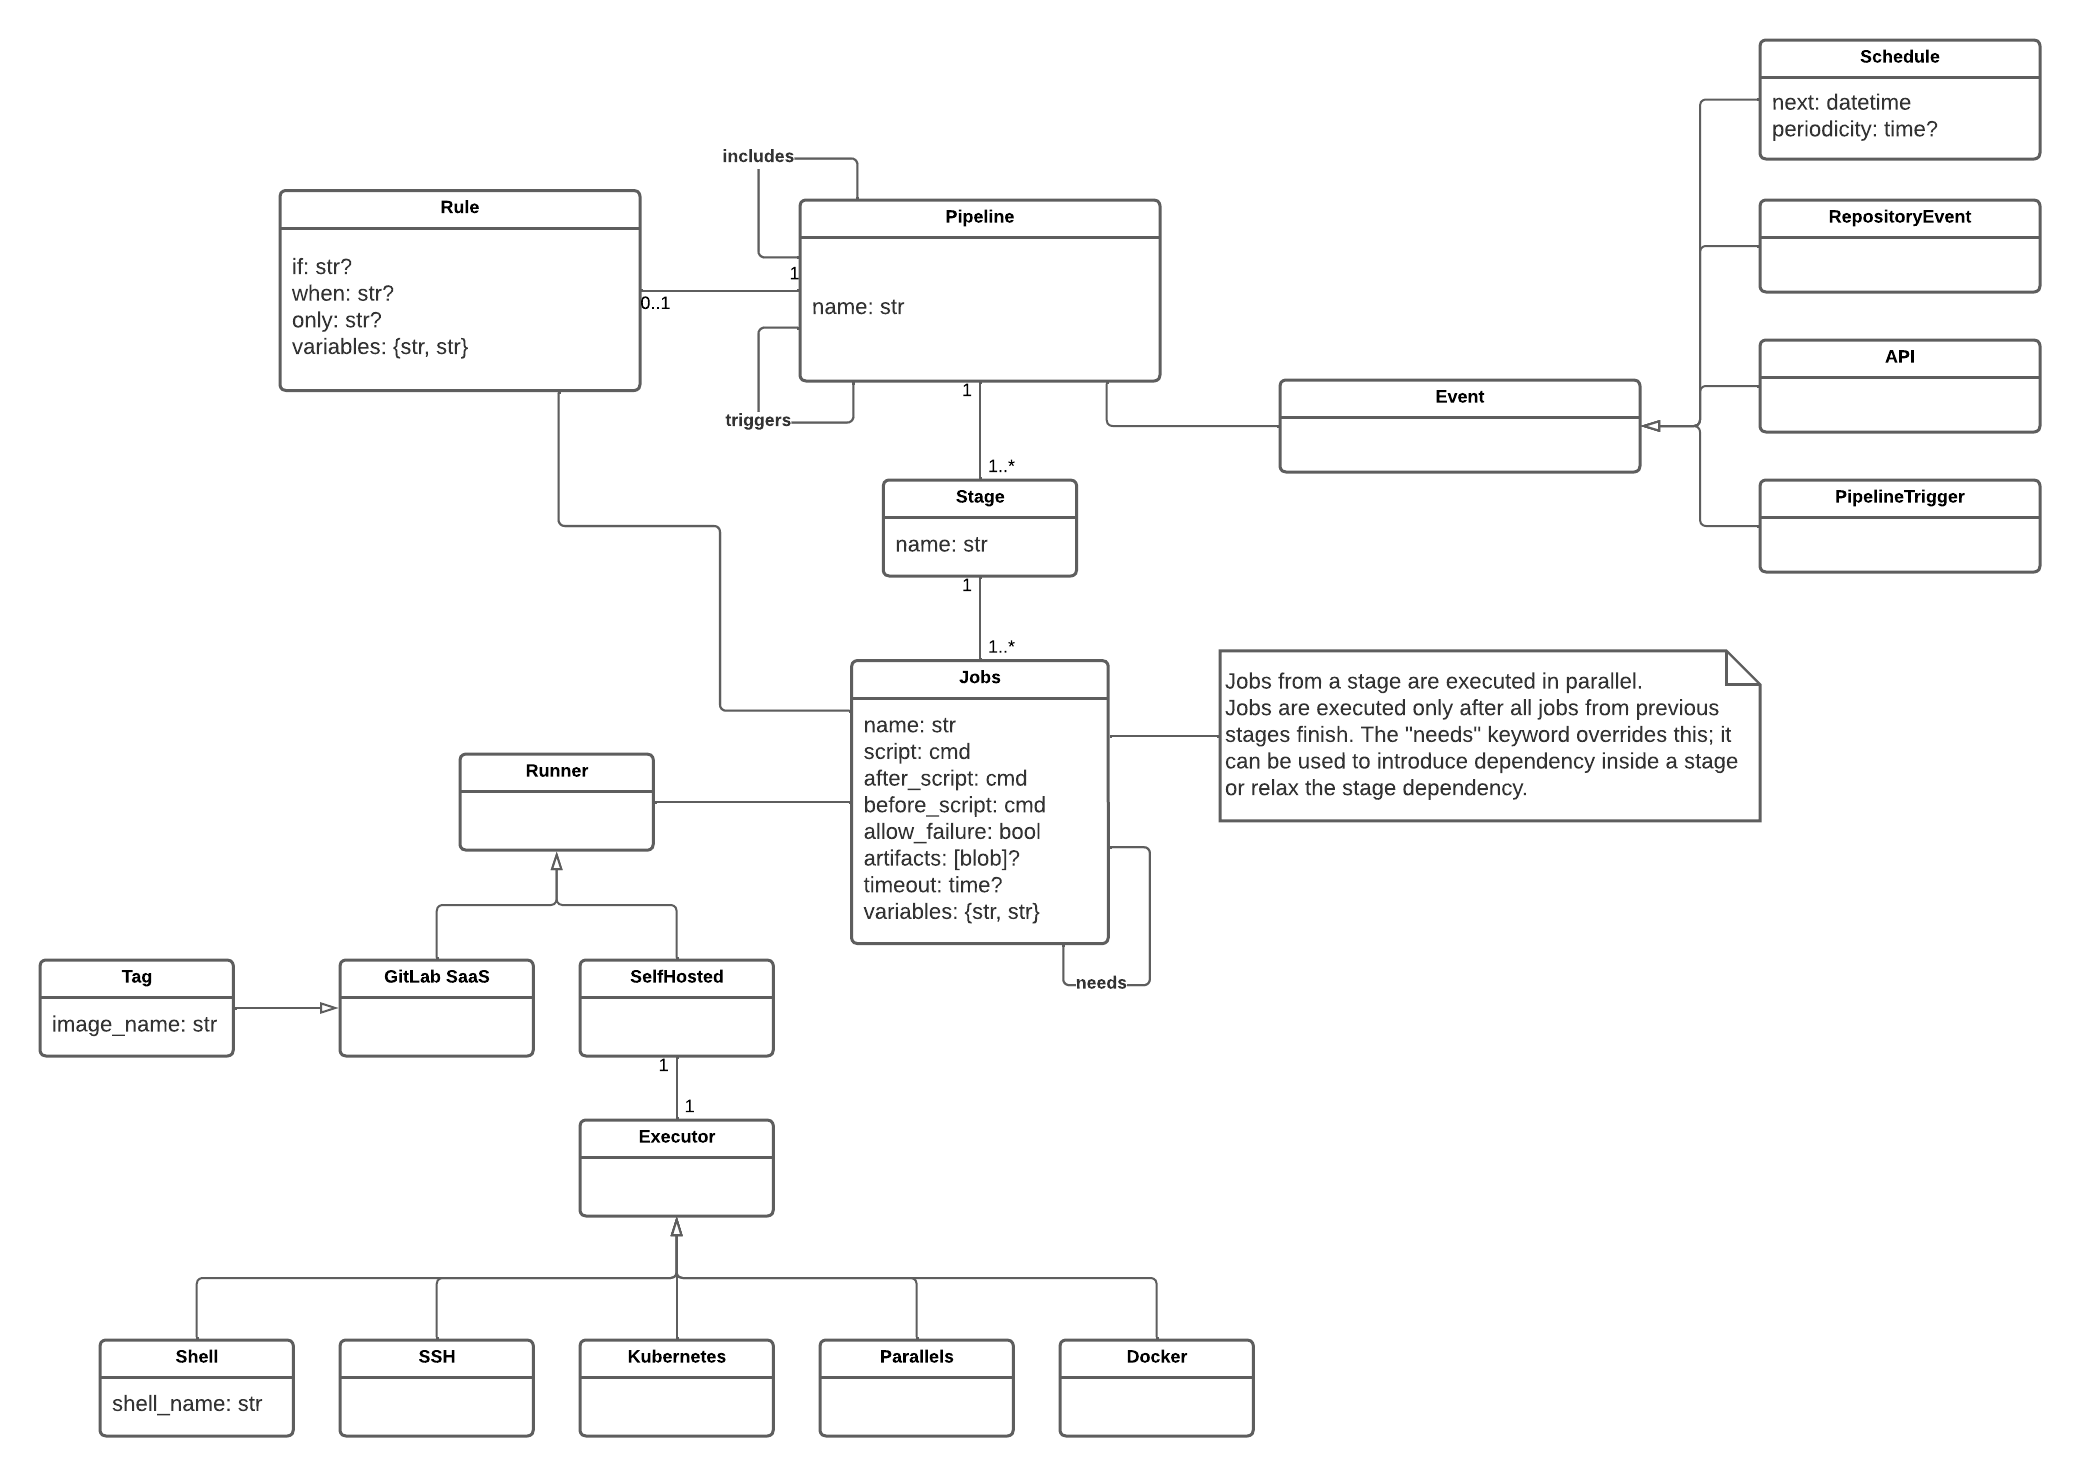 Schedule
next: datetime
periodicity: time?
includes
Rule
if: str?
when: str?
only: str?
variables: {str, str}
Pipeline
name: str
1
0..1
triggers
RepositoryEvent
API
Event
PipelineTrigger
1
1..*
Stage
name: str
1
1..*
Jobs
name: str
script: cmd
after_script: cmd
before_script: cmd
allow_failure: bool
artifacts: [blob]?
timeout: time?
variables: {str, str}
needs
Jobs from a stage are executed in parallel.
Jobs are executed only after all jobs from previous
stages finish. The "needs" keyword overrides this; it
can be used to introduce dependency inside a stage
or relax the stage dependency.
Runner
Tag
image_name: str
GitLab SaaS
SelfHosted
1
1
Executor
Shell
shell_name: str
SSH
Kubernetes
Parallels
Docker